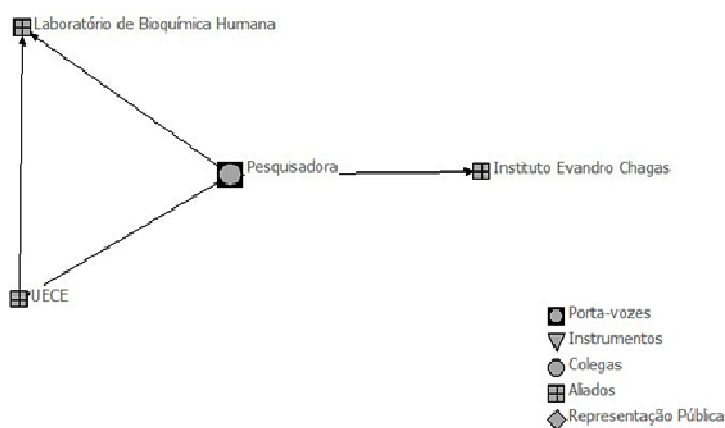 Laboratório de Bioquímica Humana
Pesquisadora
Instituto Evandro Chagas
UECE
Porta-vozes
Instrumentos
Colegas
Aliados
Representação Pública